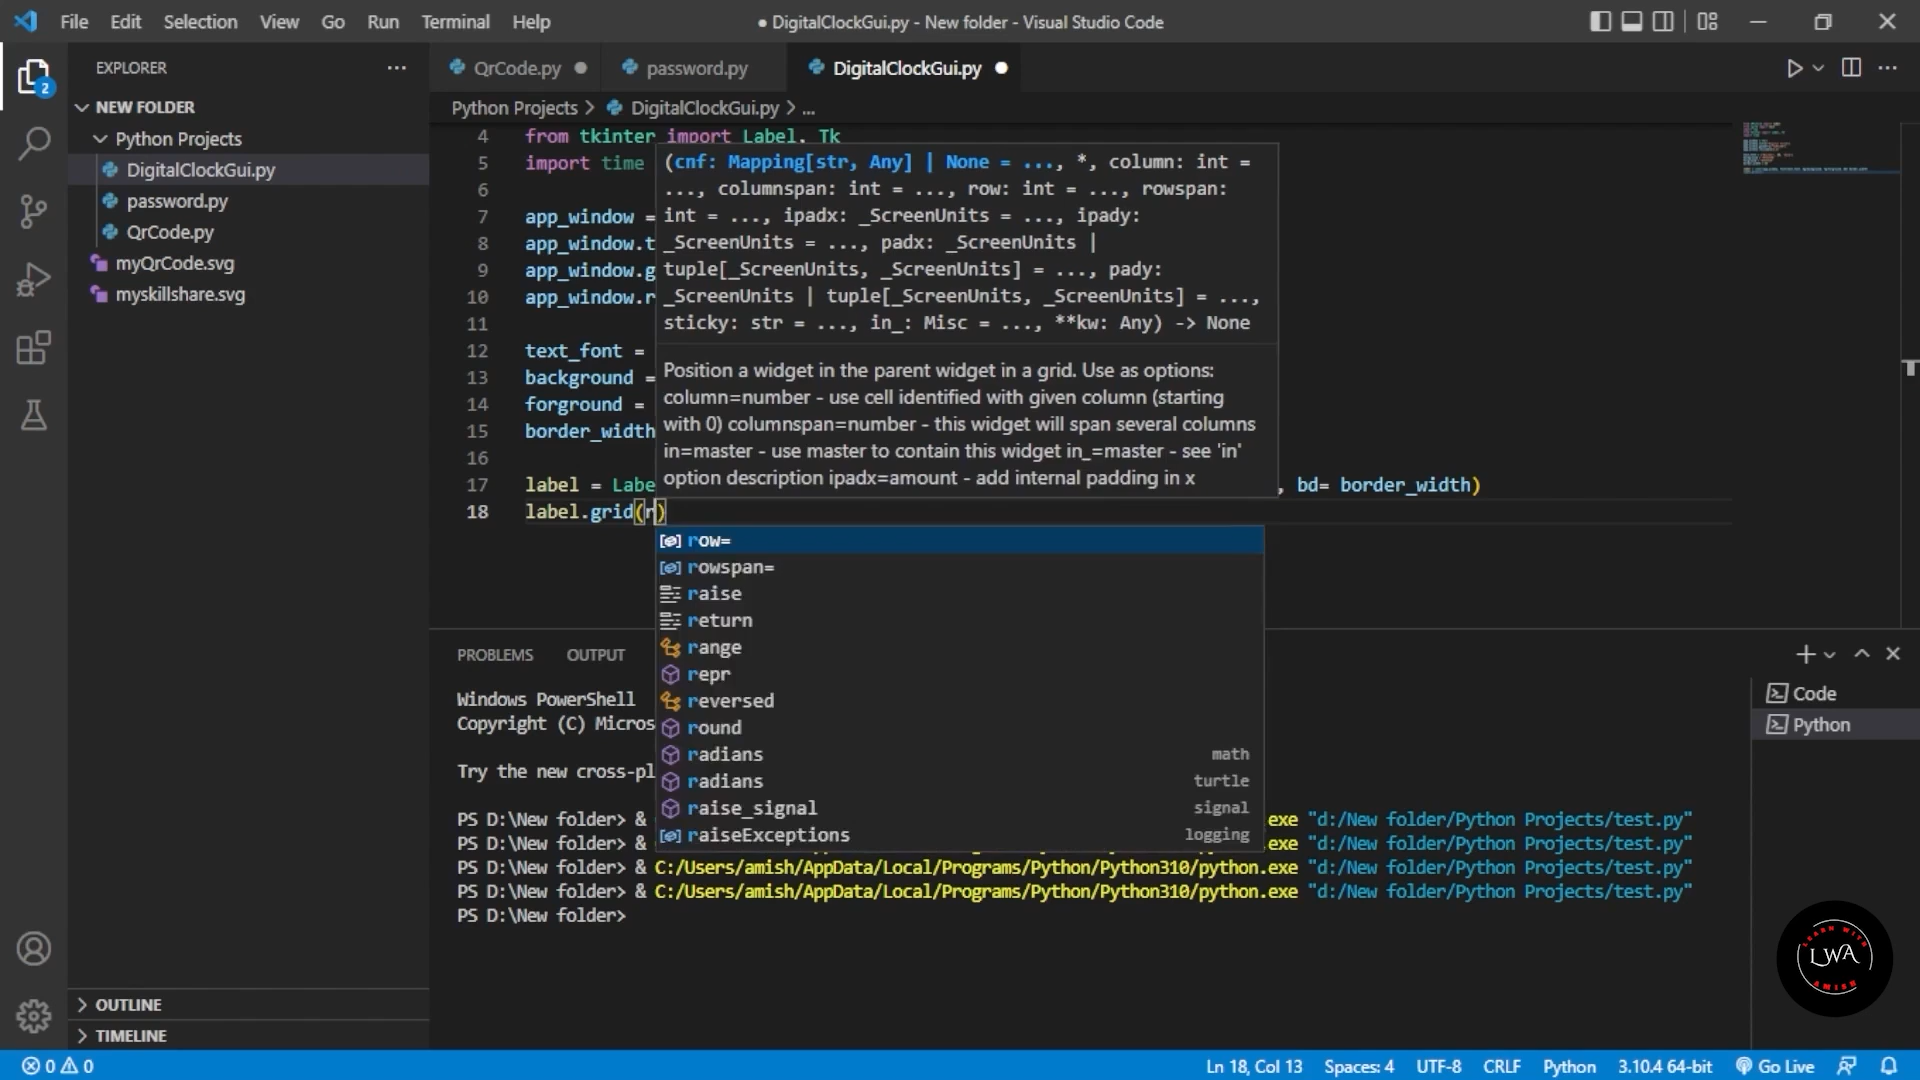 File Edit Selection View Go Run Terminal Help
● DigitalClockGui.py - New folder - Visual Studio Code
EXPLORER
NEW FOLDER
Python Projects
DigitalClockGui.py
password.py
QrCode.py
myQrCode.svg
myskillshare.svg
OUTLINE
TIMELINE
2
QrCode.py password.py DigitalClockGui.py
Python Projects > DigitalClockGui.py > ...
4 from tkinter import Label, Tk
5 import time
6
7 app_window =
8 app_window.t
9 app_window.g
10 app_window.r
11
12 text_font =
13 background =
14 forground =
15 border_width
16
17 label = Labe , bd= border_width)
18 label.grid(r)
(cnf: Mapping[str, Any] | None = ..., *, column: int =
..., columnspan: int = ..., row: int = ..., rowspan:
int = ..., ipadx: _ScreenUnits = ..., ipady:
_ScreenUnits = ..., padx: _ScreenUnits |
tuple[_ScreenUnits, _ScreenUnits] = ..., pady:
_ScreenUnits | tuple[_ScreenUnits, _ScreenUnits] = ...,
sticky: str = ..., in_: Misc = ..., **kw: Any) -> None
Position a widget in the parent widget in a grid. Use as options:
column=number - use cell identified with given column (starting
with 0) columnspan=number - this widget will span several columns
in=master - use master to contain this widget in_=master - see 'in'
option description ipadx=amount - add internal padding in x
row=
rowspan=
raise
return
range
repr
reversed
round
radians math
radians turtle
raise_signal signal
raiseExceptions logging
PROBLEMS OUTPUT
Windows PowerShell
Copyright (C) Micros
Try the new cross-pl
PS D:\New folder> & exe "d:/New folder/Python Projects/test.py"
PS D:\New folder> & exe "d:/New folder/Python Projects/test.py"
PS D:\New folder> & C:/Users/amish/AppData/Local/Programs/Python/Python310/python.exe "d:/New folder/Python Projects/test.py"
PS D:\New folder> & C:/Users/amish/AppData/Local/Programs/Python/Python310/python.exe "d:/New folder/Python Projects/test.py"
PS D:\New folder>
Code
Python
LEARN WITH
LWA
AMISH
0 0
Ln 18, Col 13 Spaces: 4 UTF-8 CRLF Python 3.10.4 64-bit Go Live